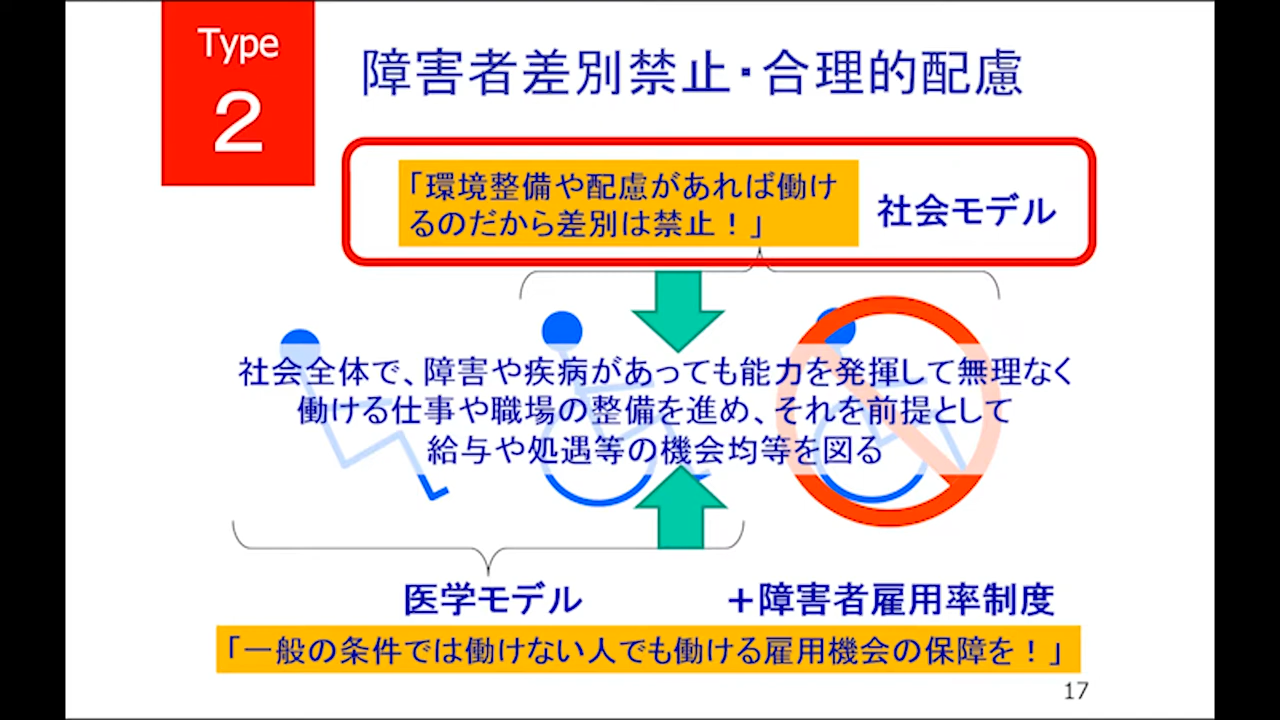 Type
2
障害者差別禁止・合理的配慮
「環境整備や配慮があれば働け
るのだから差別は禁止！」
社会モデル
社会全体で、障害や疾病があっても能力を発揮して無理なく
働ける仕事や職場の整備を進め、それを前提として
給与や処遇等の機会均等を図る
医学モデル
＋障害者雇用率制度
「一般の条件では働けない人でも働ける雇用機会の保障を！」
17